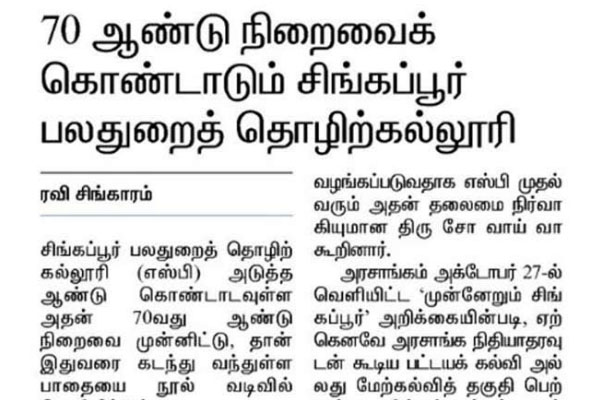 70 ஆண்டு நிறைவைக்
கொண்டாடும் சிங்கப்பூர்
பலதுறைத் தொழிற்கல்லூரி
ரவி சிங்காரம்
சிங்கப்பூர் பலதுறைத் தொழிற்
கல்லூரி (எஸ்பி) அடுத்த
ஆண்டு கொண்டாடவுள்ள
அதன் 70வது ஆண்டு
நிறைவை முன்னிட்டு, தான்
இதுவரை கடந்து வந்துள்ள
பாதையை நூல் வடிவில்
வழங்கப்படுவதாக எஸ்பி முதல்
வரும் அதன் தலைமை நிர்வா
கியுமான திரு சோ வாய் வா
கூறினார்.
அரசாங்கம் அக்டோபர் 27-ல்
வெளியிட்ட ‘முன்னேறும் சிங்
கப்பூர்’ அறிக்கையின்படி, ஏற்
கெனவே அரசாங்க நிதியாதரவு
டன் கூடிய பட்டயக் கல்வி அல்
லது மேற்கல்வித் தகுதி பெற்